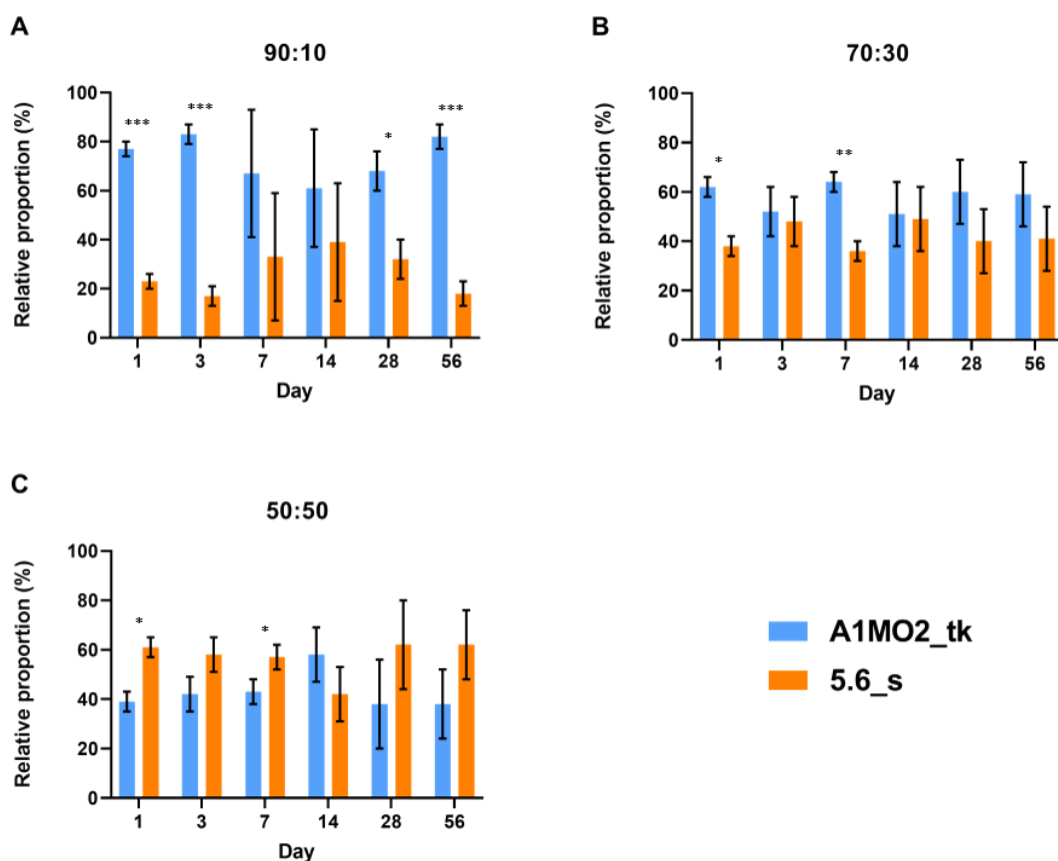 A
90:10
Relative proportion (%)
100
80
60
40
20
0
***
***
*
***
1 3 7 14 28 56
Day
B
70:30
Relative proportion (%)
100
80
60
40
20
0
*
**
1 3 7 14 28 56
Day
C
50:50
Relative proportion (%)
100
80
60
40
20
0
*
*
1 3 7 14 28 56
Day
A1MO2_tk
5.6_s